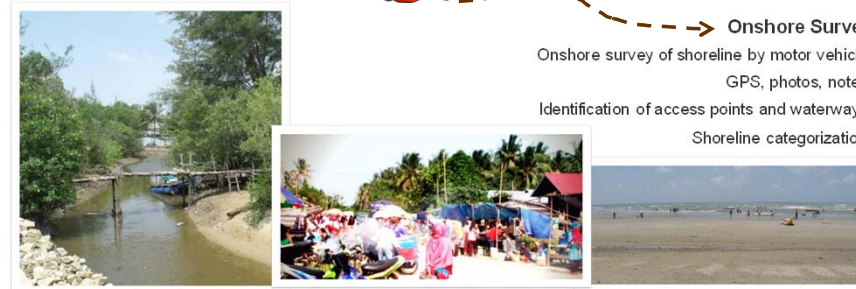 Onshore Surve
Onshore survey of shoreline by motor vehic
GPS, photos, note
Identification of access points and waterway
Shoreline categorizatio